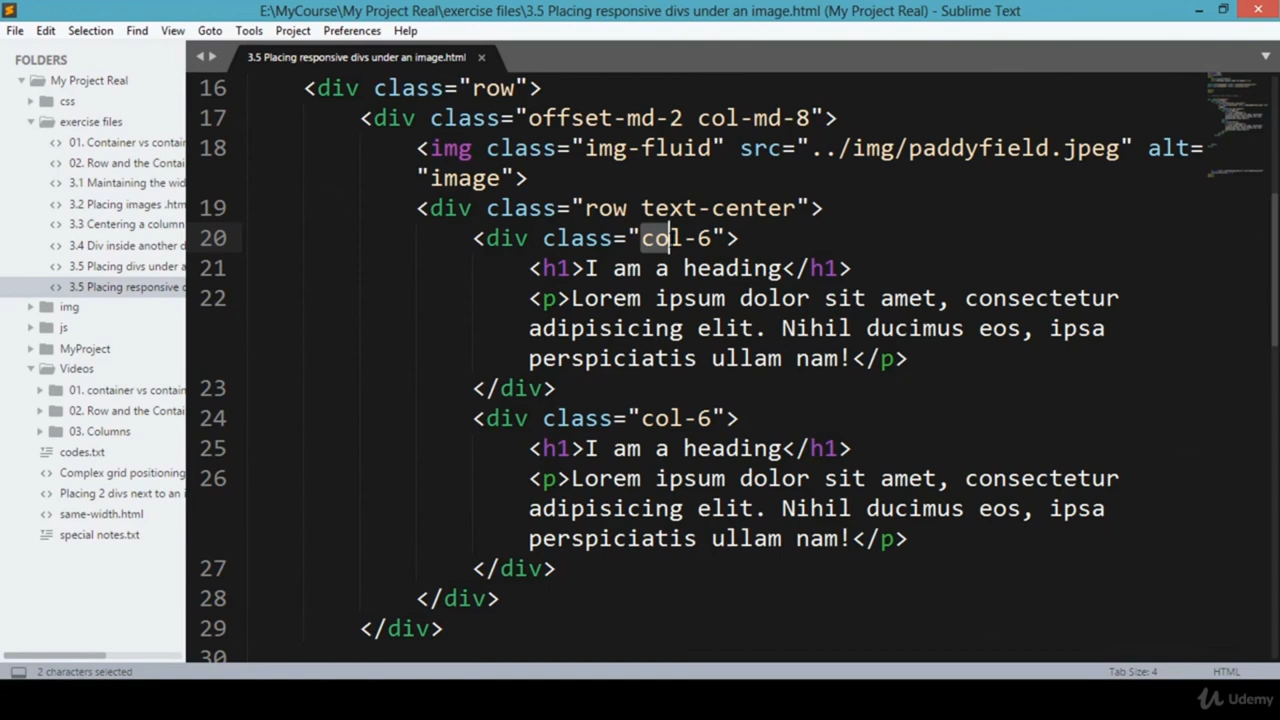 E:\MyCourse\My Project Real\exercise files\3.5 Placing responsive divs under an image.html (My Project Real) - Sublime Text
File Edit Selection Find View Goto Tools Project Preferences Help
FOLDERS
My Project Real
css
exercise files
01. Container vs contain
02. Row and the Contai
3.1 Maintaining the wid
3.2 Placing images .htm
3.3 Centering a column
3.4 Div inside another d
3.5 Placing divs under a
3.5 Placing responsive d
img
js
MyProject
Videos
01. container vs contain
02. Row and the Contai
03. Columns
codes.txt
Complex grid positioning
Placing 2 divs next to an i
same-width.html
special notes.txt
3.5 Placing responsive divs under an image.html
16 <div class="row">
17 <div class="offset-md-2 col-md-8">
18 <img class="img-fluid" src="../img/paddyfield.jpeg" alt=
"image">
19 <div class="row text-center">
20 <div class="col-6">
21 <h1>I am a heading</h1>
22 <p>Lorem ipsum dolor sit amet, consectetur
adipisicing elit. Nihil ducimus eos, ipsa
perspiciatis ullam nam!</p>
23 </div>
24 <div class="col-6">
25 <h1>I am a heading</h1>
26 <p>Lorem ipsum dolor sit amet, consectetur
adipisicing elit. Nihil ducimus eos, ipsa
perspiciatis ullam nam!</p>
27 </div>
28 </div>
29 </div>
30
2 characters selected Tab Size: 4 HTML
Udemy